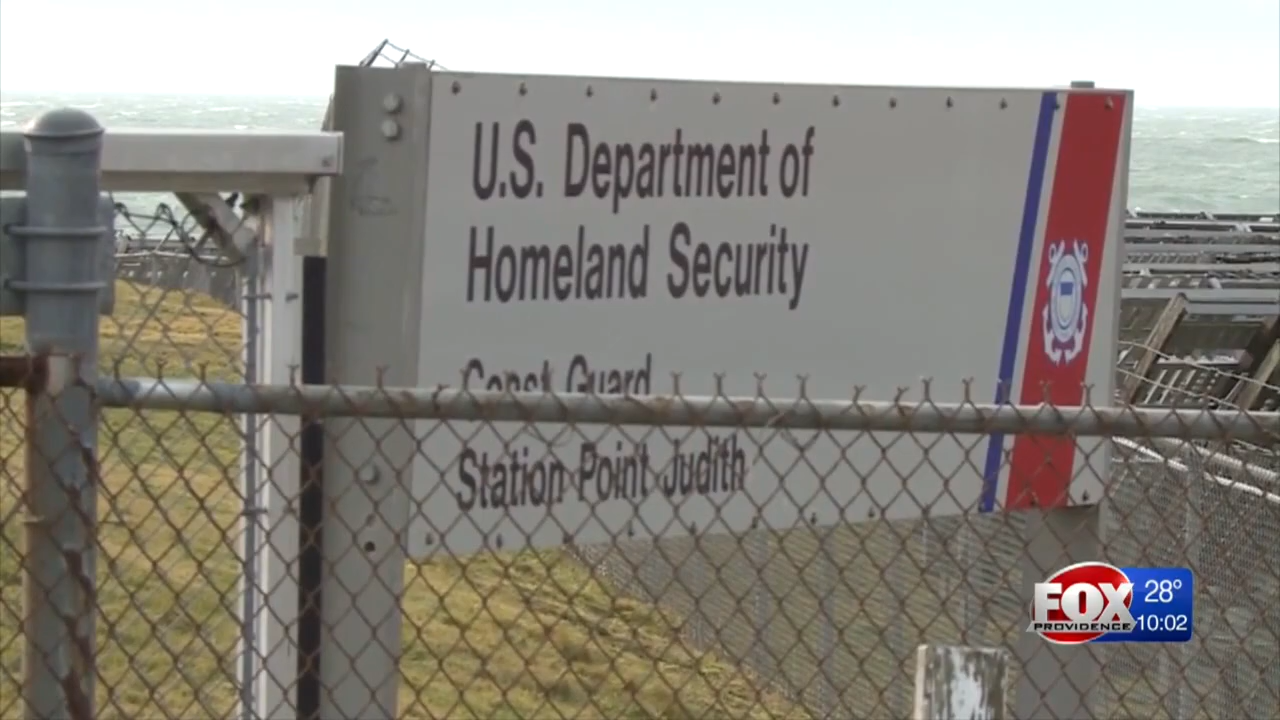 U.S. Department of
Homeland Security
Coast Guard
Station Point Judith
FOX
PROVIDENCE
28°
10:02